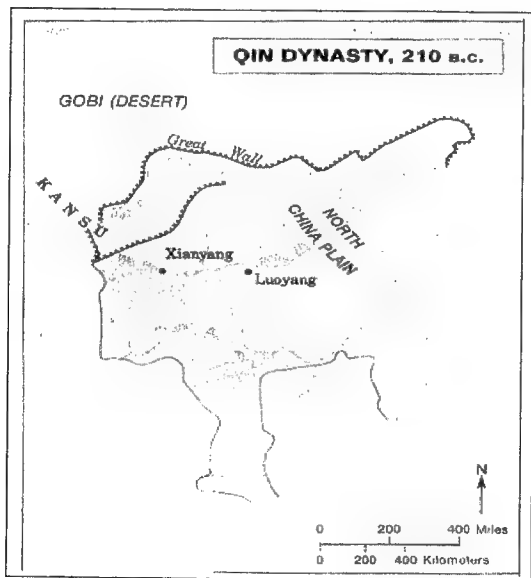 QIN DYNASTY, 210 B.C.
GOBI (DESERT)
Great Wall
KANSU
NORTH
CHINA PLAIN
Xianyang
Luoyang
N
0 200 400 Miles
0 200 400 Kilometers